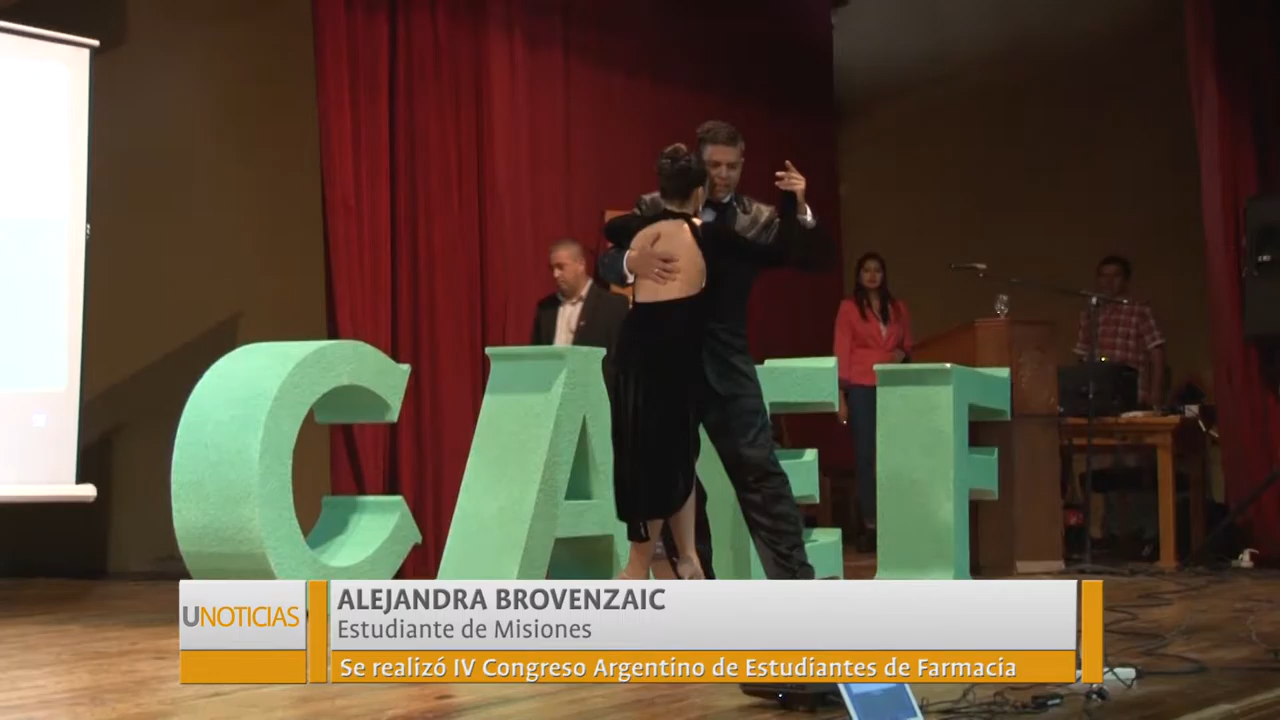 CAEF
UNOTICIAS
ALEJANDRA BROVENZAIC
Estudiante de Misiones
Se realizó IV Congreso Argentino de Estudiantes de Farmacia